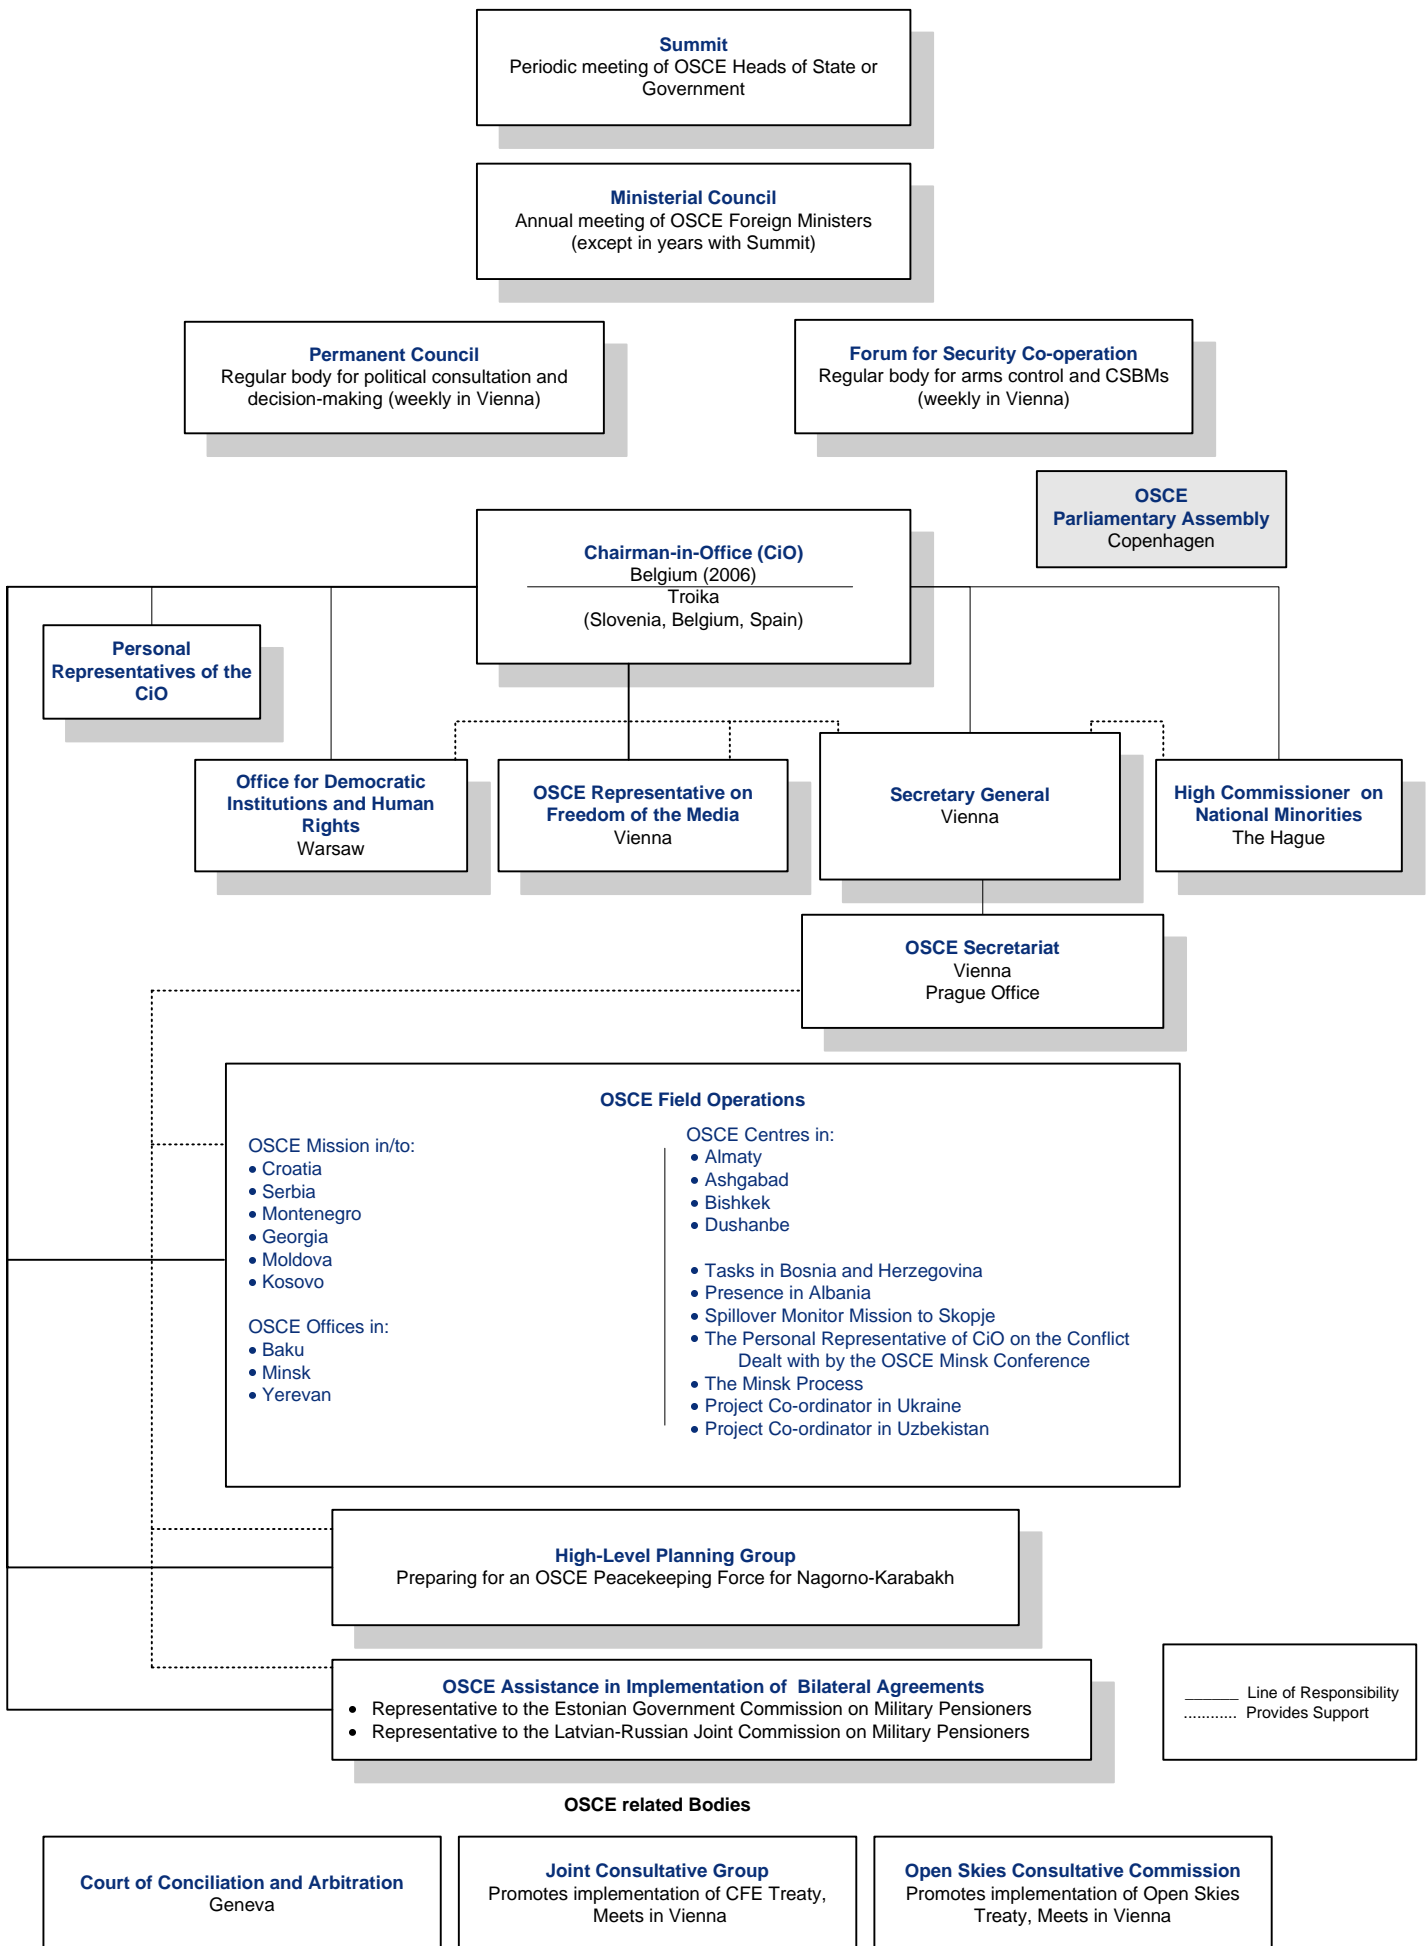 Summit
Periodic meeting of OSCE Heads of State or
Government
Ministerial Council
Annual meeting of OSCE Foreign Ministers
(except in years with Summit)
Permanent Council
Regular body for political consultation and
decision-making (weekly in Vienna)
Forum for Security Co-operation
Regular body for arms control and CSBMs
(weekly in Vienna)
OSCE
Parliamentary Assembly
Copenhagen
Chairman-in-Office (CiO)
Belgium (2006)
Troika
(Slovenia, Belgium, Spain)
Personal
Representatives of the
CiO
Office for Democratic
Institutions and Human
Rights
Warsaw
OSCE Representative on
Freedom of the Media
Vienna
Secretary General
Vienna
High Commissioner on
National Minorities
The Hague
OSCE Secretariat
Vienna
Prague Office
OSCE Field Operations
OSCE Mission in/to:
• Croatia
• Serbia
• Montenegro
• Georgia
• Moldova
• Kosovo
OSCE Offices in:
• Baku
• Minsk
• Yerevan
OSCE Centres in:
• Almaty
• Ashgabad
• Bishkek
• Dushanbe
• Tasks in Bosnia and Herzegovina
• Presence in Albania
• Spillover Monitor Mission to Skopje
• The Personal Representative of CiO on the Conflict
Dealt with by the OSCE Minsk Conference
• The Minsk Process
• Project Co-ordinator in Ukraine
• Project Co-ordinator in Uzbekistan
High-Level Planning Group
Preparing for an OSCE Peacekeeping Force for Nagorno-Karabakh
OSCE Assistance in Implementation of Bilateral Agreements
• Representative to the Estonian Government Commission on Military Pensioners
• Representative to the Latvian-Russian Joint Commission on Military Pensioners
______ Line of Responsibility
........... Provides Support
OSCE related Bodies
Court of Conciliation and Arbitration
Geneva
Joint Consultative Group
Promotes implementation of CFE Treaty,
Meets in Vienna
Open Skies Consultative Commission
Promotes implementation of Open Skies
Treaty, Meets in Vienna